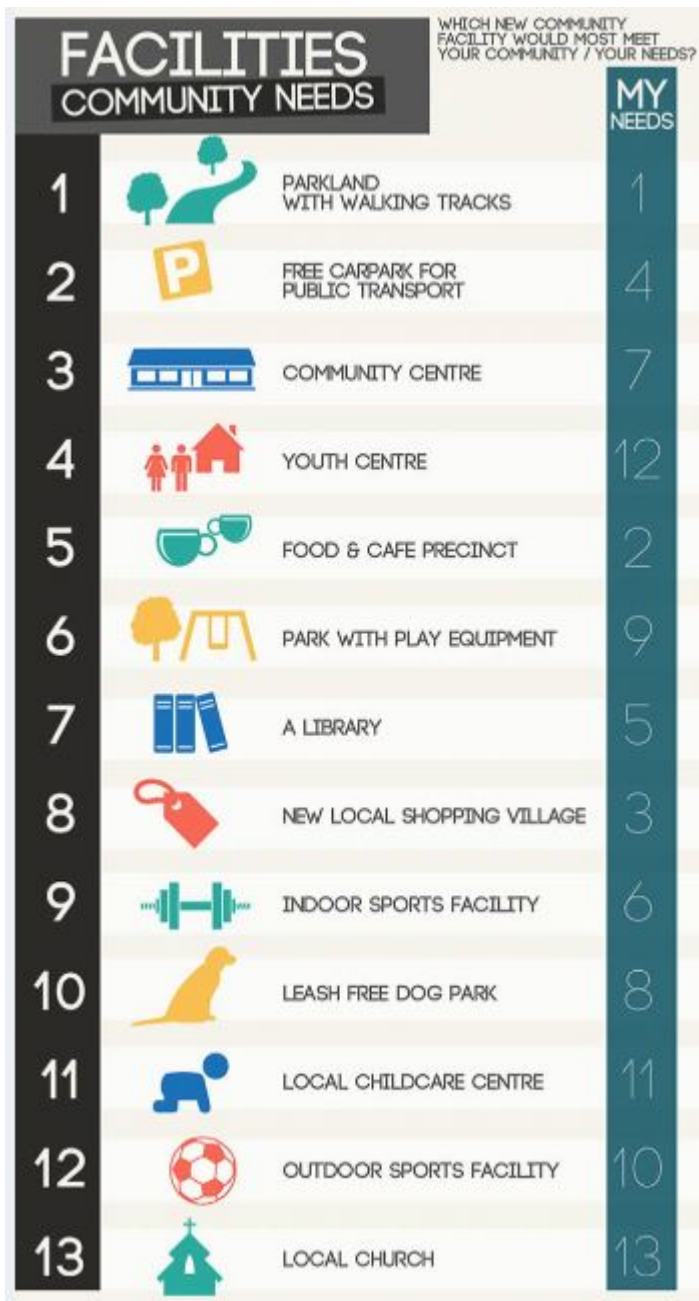 FACILITIES
COMMUNITY NEEDS
WHICH NEW COMMUNITY
FACILITY WOULD MOST MEET
YOUR COMMUNITY / YOUR NEEDS?
MY
NEEDS
1 PARKLAND
WITH WALKING TRACKS 1
2 P FREE CARPARK FOR
PUBLIC TRANSPORT 4
3 COMMUNITY CENTRE 7
4 YOUTH CENTRE 12
5 FOOD & CAFE PRECINCT 2
6 PARK WITH PLAY EQUIPMENT 9
7 A LIBRARY 5
8 NEW LOCAL SHOPPING VILLAGE 3
9 INDOOR SPORTS FACILITY 6
10 LEASH FREE DOG PARK 8
11 LOCAL CHILDCARE CENTRE 11
12 OUTDOOR SPORTS FACILITY 10
13 LOCAL CHURCH 13